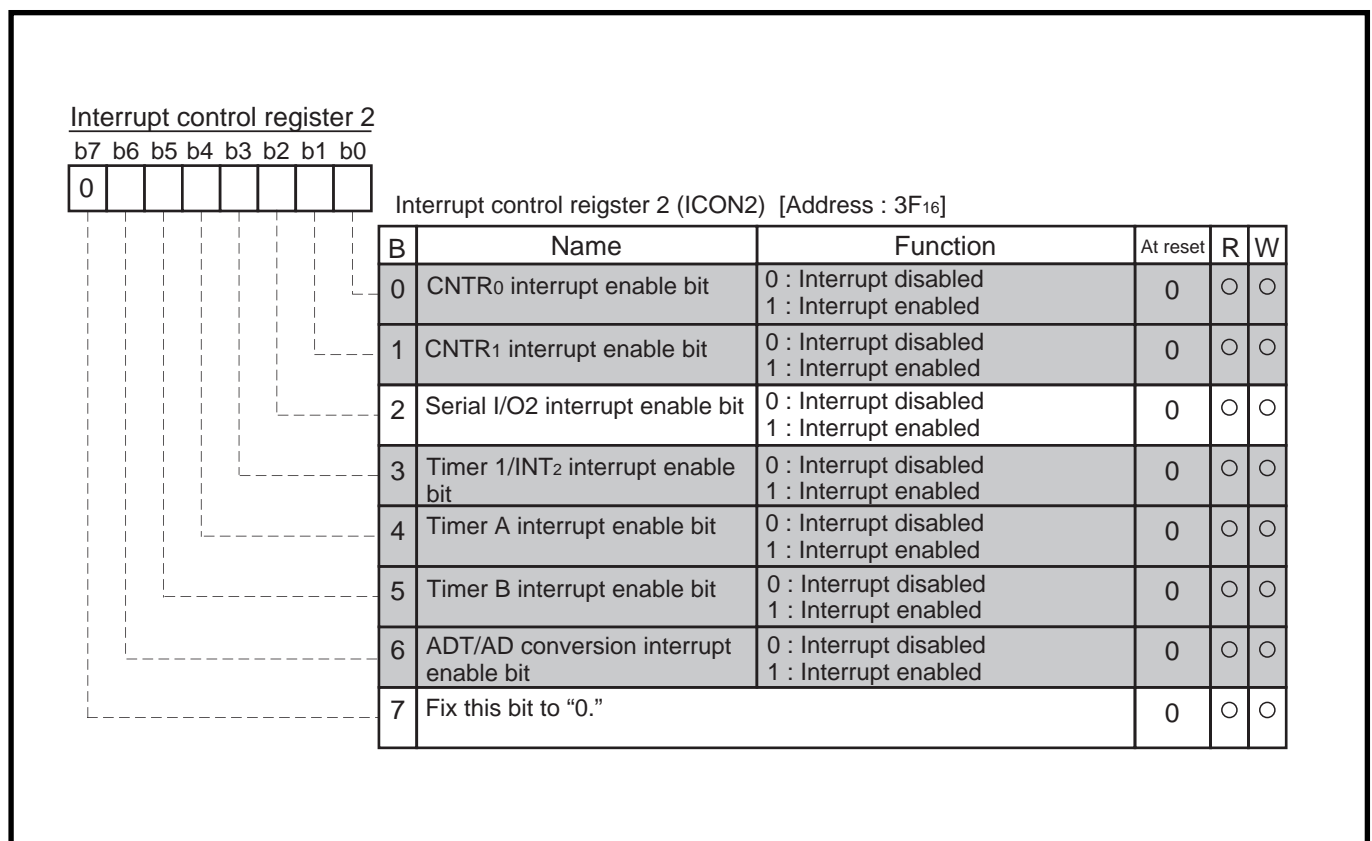 Interrupt control register 2
b7 b6 b5 b4 b3 b2 b1 b0
0
Interrupt control reigster 2 (ICON2) [Address : 3F16]
B Name Function At reset R W
0 CNTR0 interrupt enable bit 0 : Interrupt disabled 0 ○ ○
1 : Interrupt enabled
1 CNTR1 interrupt enable bit 0 : Interrupt disabled 0 ○ ○
1 : Interrupt enabled
2 Serial I/O2 interrupt enable bit 0 : Interrupt disabled 0 ○ ○
1 : Interrupt enabled
3 Timer 1/INT2 interrupt enable 0 : Interrupt disabled 0 ○ ○
bit 1 : Interrupt enabled
4 Timer A interrupt enable bit 0 : Interrupt disabled 0 ○ ○
1 : Interrupt enabled
5 Timer B interrupt enable bit 0 : Interrupt disabled 0 ○ ○
1 : Interrupt enabled
6 ADT/AD conversion interrupt 0 : Interrupt disabled 0 ○ ○
enable bit 1 : Interrupt enabled
7 Fix this bit to “0.” 0 ○ ○